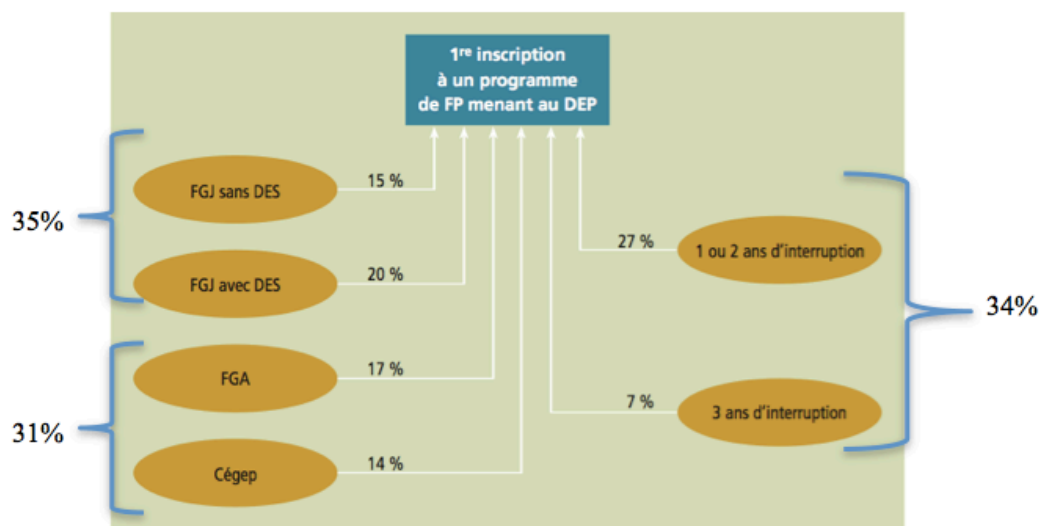 1re inscription
à un programme
de FP menant au DEP
35%
FGJ sans DES
15 %
FGJ avec DES
20 %
31%
FGA
17 %
Cégep
14 %
27 %
1 ou 2 ans d'interruption
7 %
3 ans d'interruption
34%